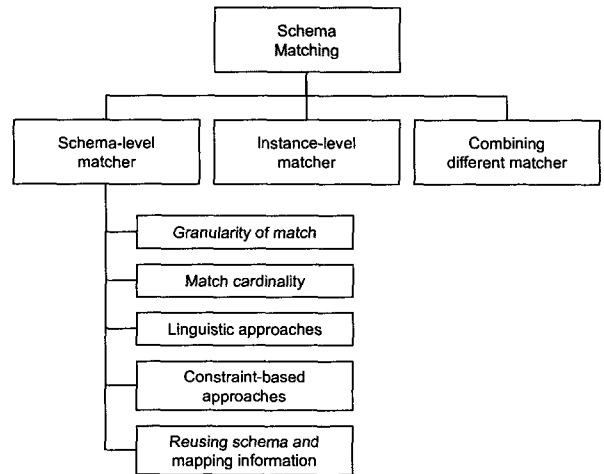 Schema
Matching
Schema-level
matcher
Instance-level
matcher
Combining
different matcher
Granularity of match
Match cardinality
Linguistic approaches
Constraint-based
approaches
Reusing schema and
mapping information